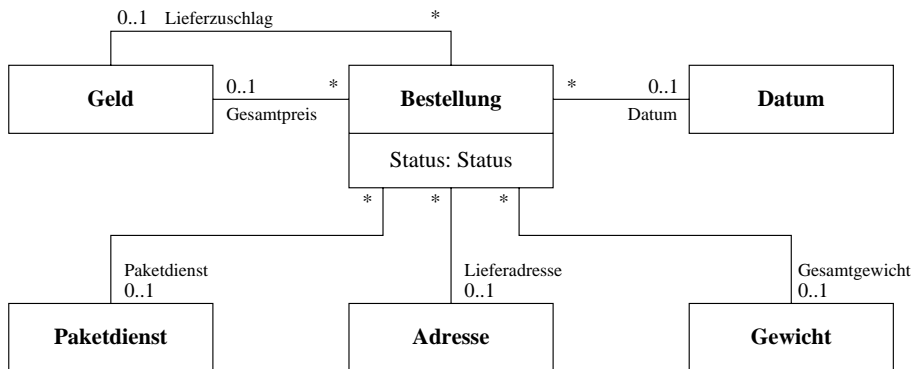 0..1 Lieferzuschlag *
Geld 0..1 * Bestellung * 0..1 Datum
Gesamtpreis Datum
Status: Status
* * *
Paketdienst Lieferadresse Gesamtgewicht
0..1 0..1 0..1
Paketdienst Adresse Gewicht